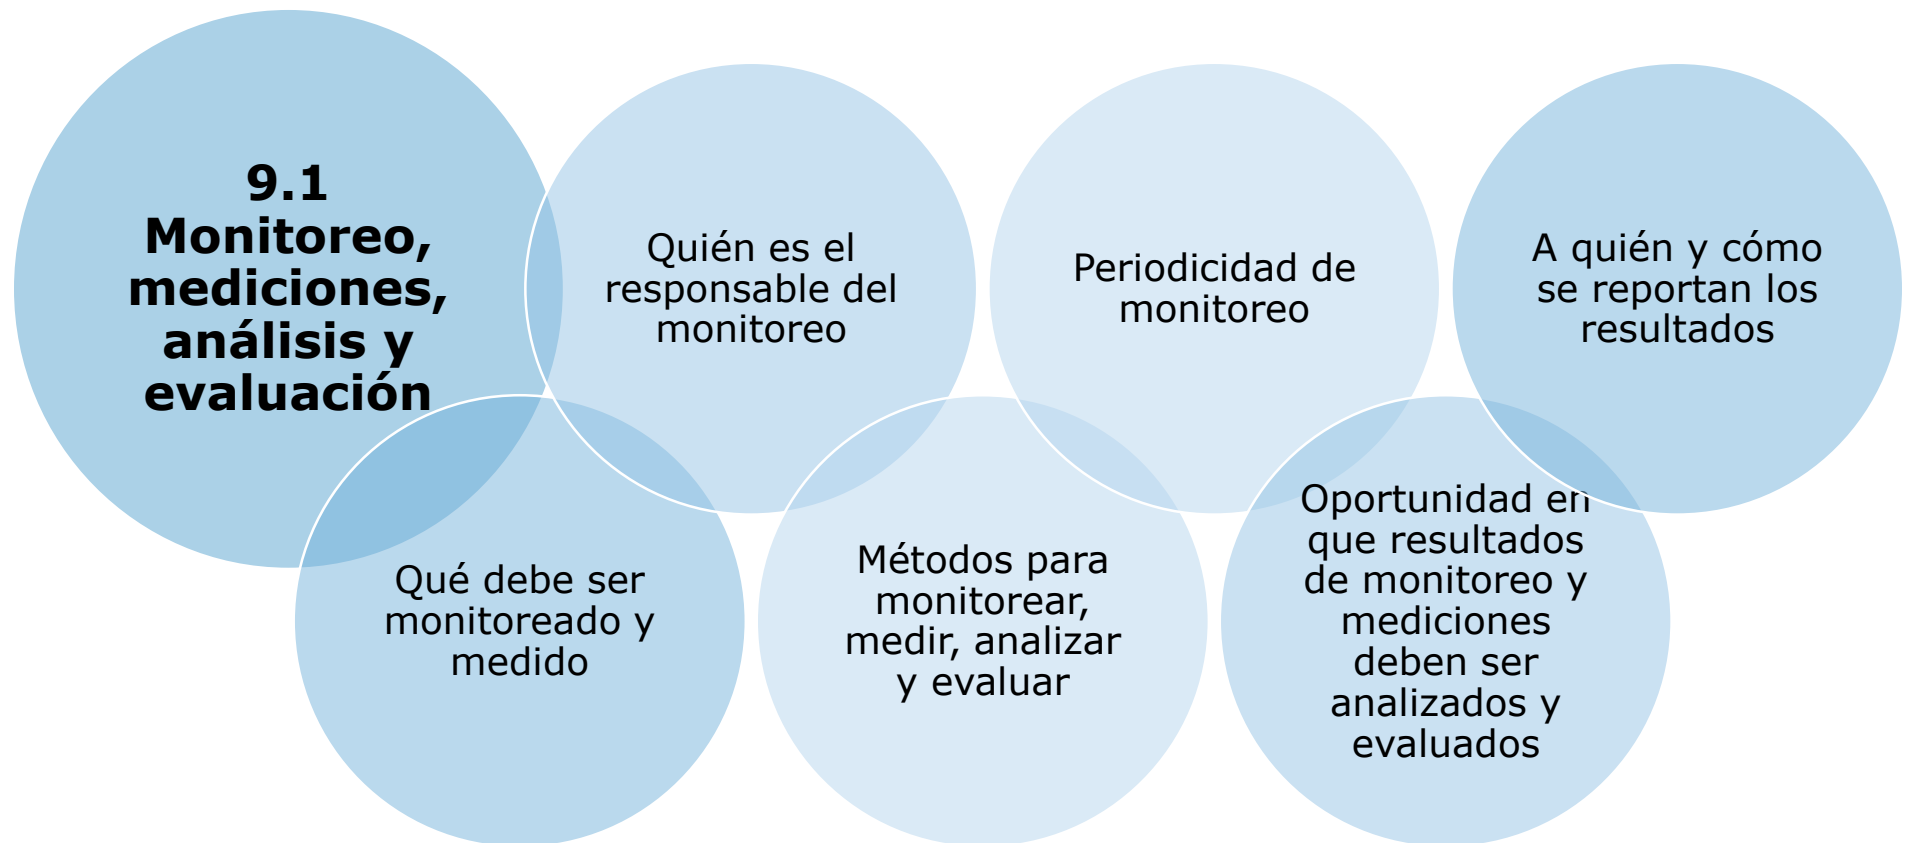 9.1
Monitoreo,
mediciones,
análisis y
evaluación
Qué debe ser
monitoreado y
medido
Quién es el
responsable del
monitoreo
Métodos para
monitorear,
medir, analizar
y evaluar
Periodicidad de
monitoreo
Oportunidad en
que resultados
de monitoreo y
mediciones
deben ser
analizados y
evaluados
A quién y cómo
se reportan los
resultados